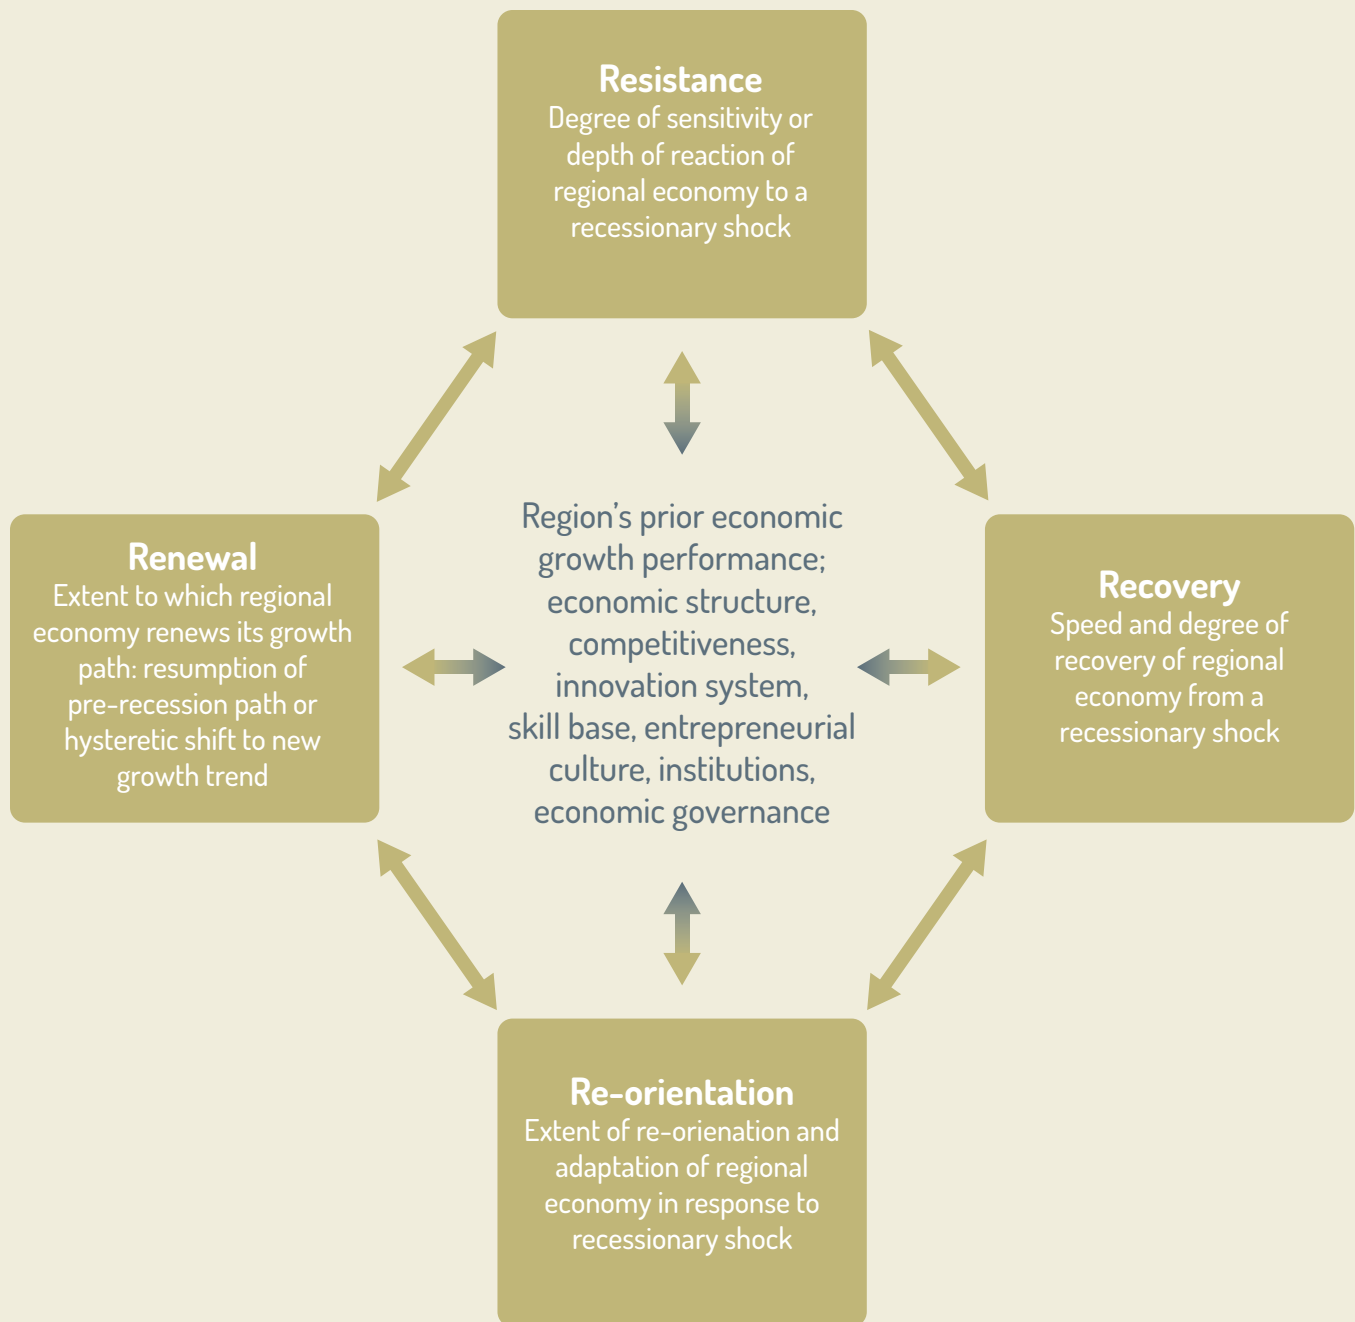 Resistance
Degree of sensitivity or
depth of reaction of
regional economy to a
recessionary shock
Renewal
Extent to which regional
economy renews its growth
path: resumption of
pre-recession path or
hysteretic shift to new
growth trend
Region’s prior economic
growth performance;
economic structure,
competitiveness,
innovation system,
skill base, entrepreneurial
culture, institutions,
economic governance
Recovery
Speed and degree of
recovery of regional
economy from a
recessionary shock
Re-orientation
Extent of re-orienation and
adaptation of regional
economy in response to
recessionary shock